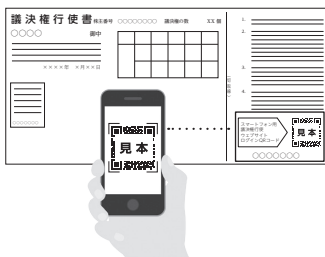 議決権行使書 株主番号 ○○○○○○○○ 議決権の数 XX 個
○○○○ 御中
××××年 ×月××日
○○○○○○○
1.
2.
3.
4.
見本
スマートフォン用
議決権行使
ウェブサイト
ログインQRコード
見本
○○○○○○○